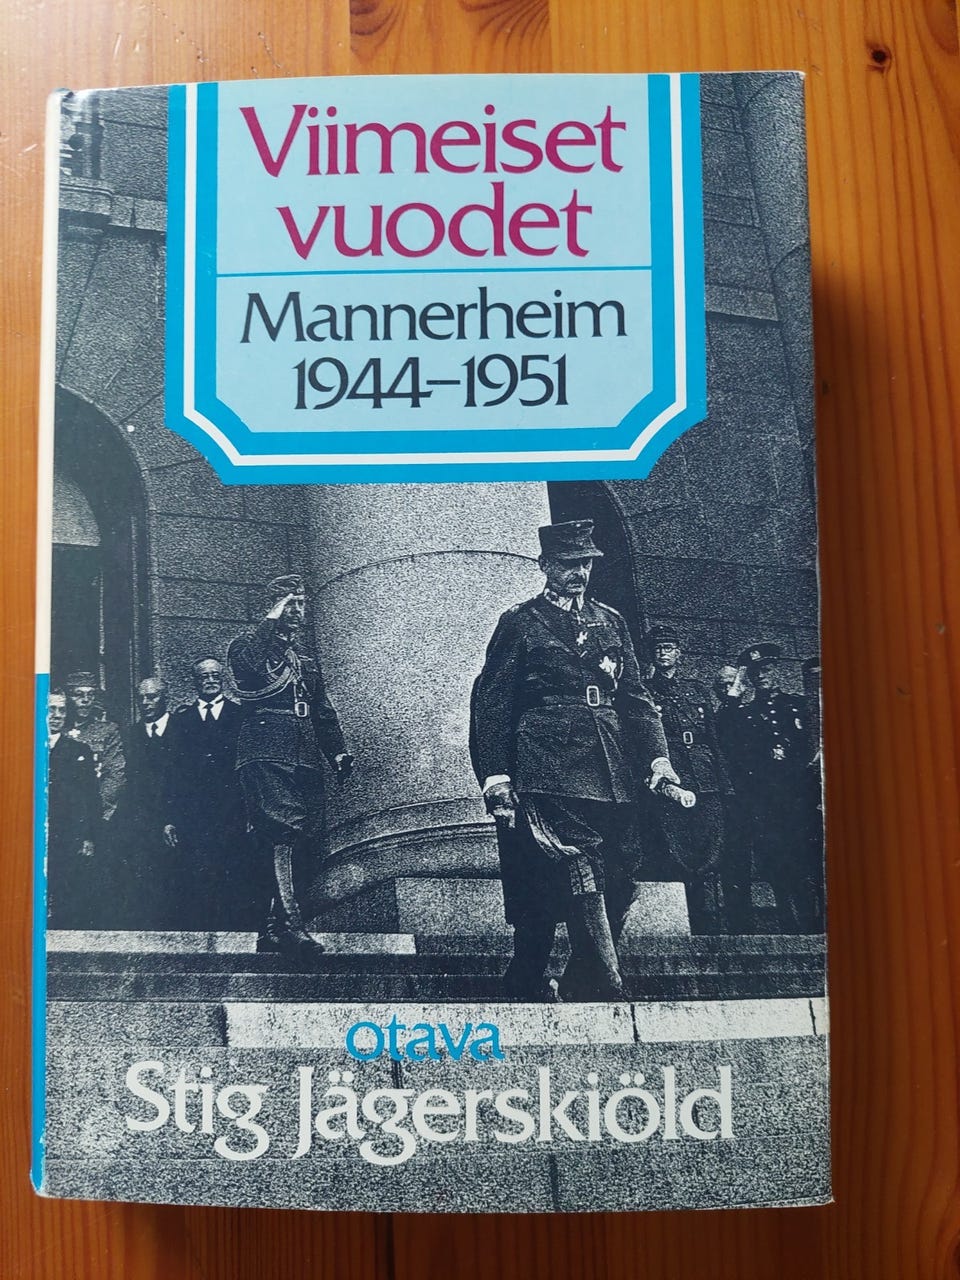 Viimeiset
vuodet
Mannerheim
1944–1951
otava
Stig Jägerskiöld